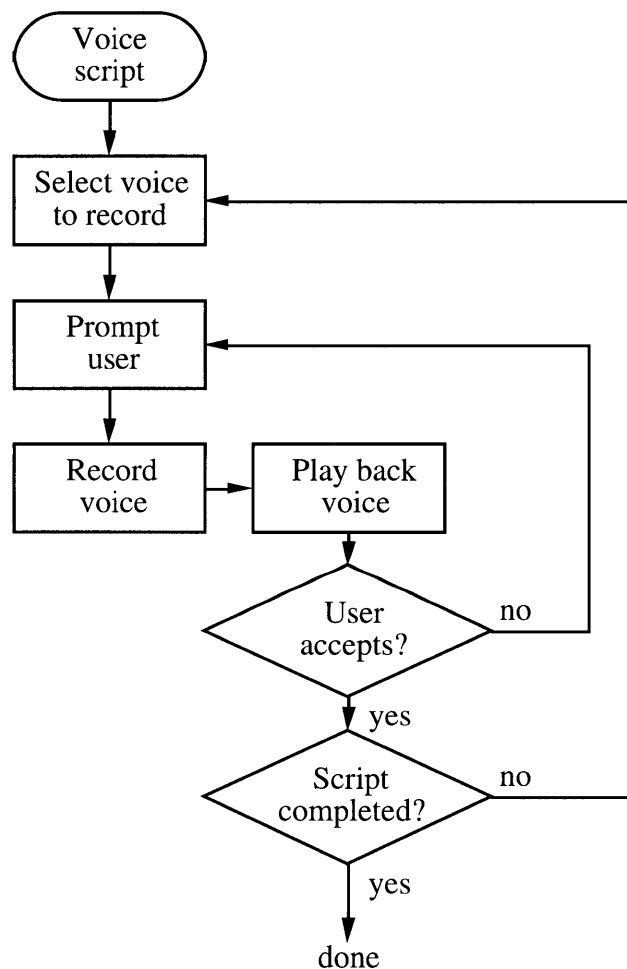 Voice
script
Select voice
to record
Prompt
user
Record
voice
Play back
voice
User
accepts?
no
yes
Script
completed?
no
yes
done